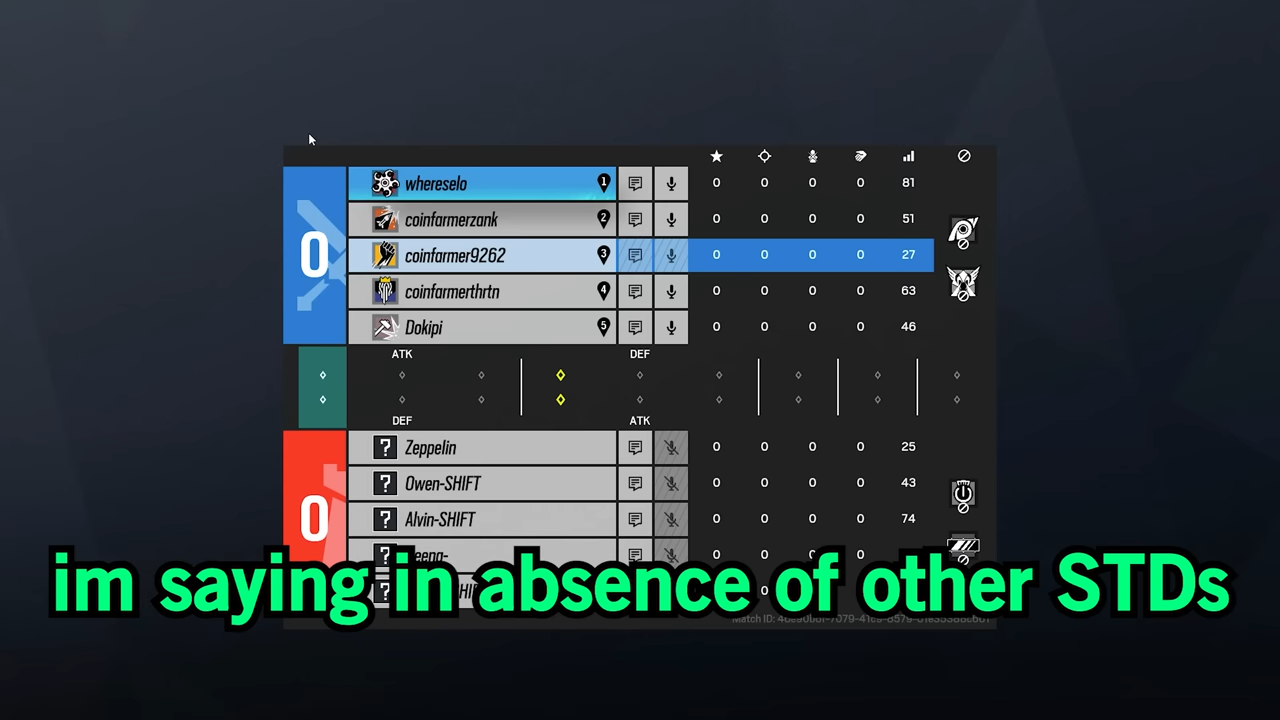 whereselo 1 0 0 0 0 81
coinfarmerzank 2 0 0 0 0 51
0
coinfarmer9262 3 0 0 0 0 27
coinfarmerthrtn 4 0 0 0 0 63
Dokipi 5 0 0 0 0 46
ATK DEF
DEF ATK
Zeppelin 0 0 0 0 25
Owen-SHIFT 0 0 0 0 43
0
Alvin-SHIFT 0 0 0 0 74
im saying in absence of other STDs
Match ID: